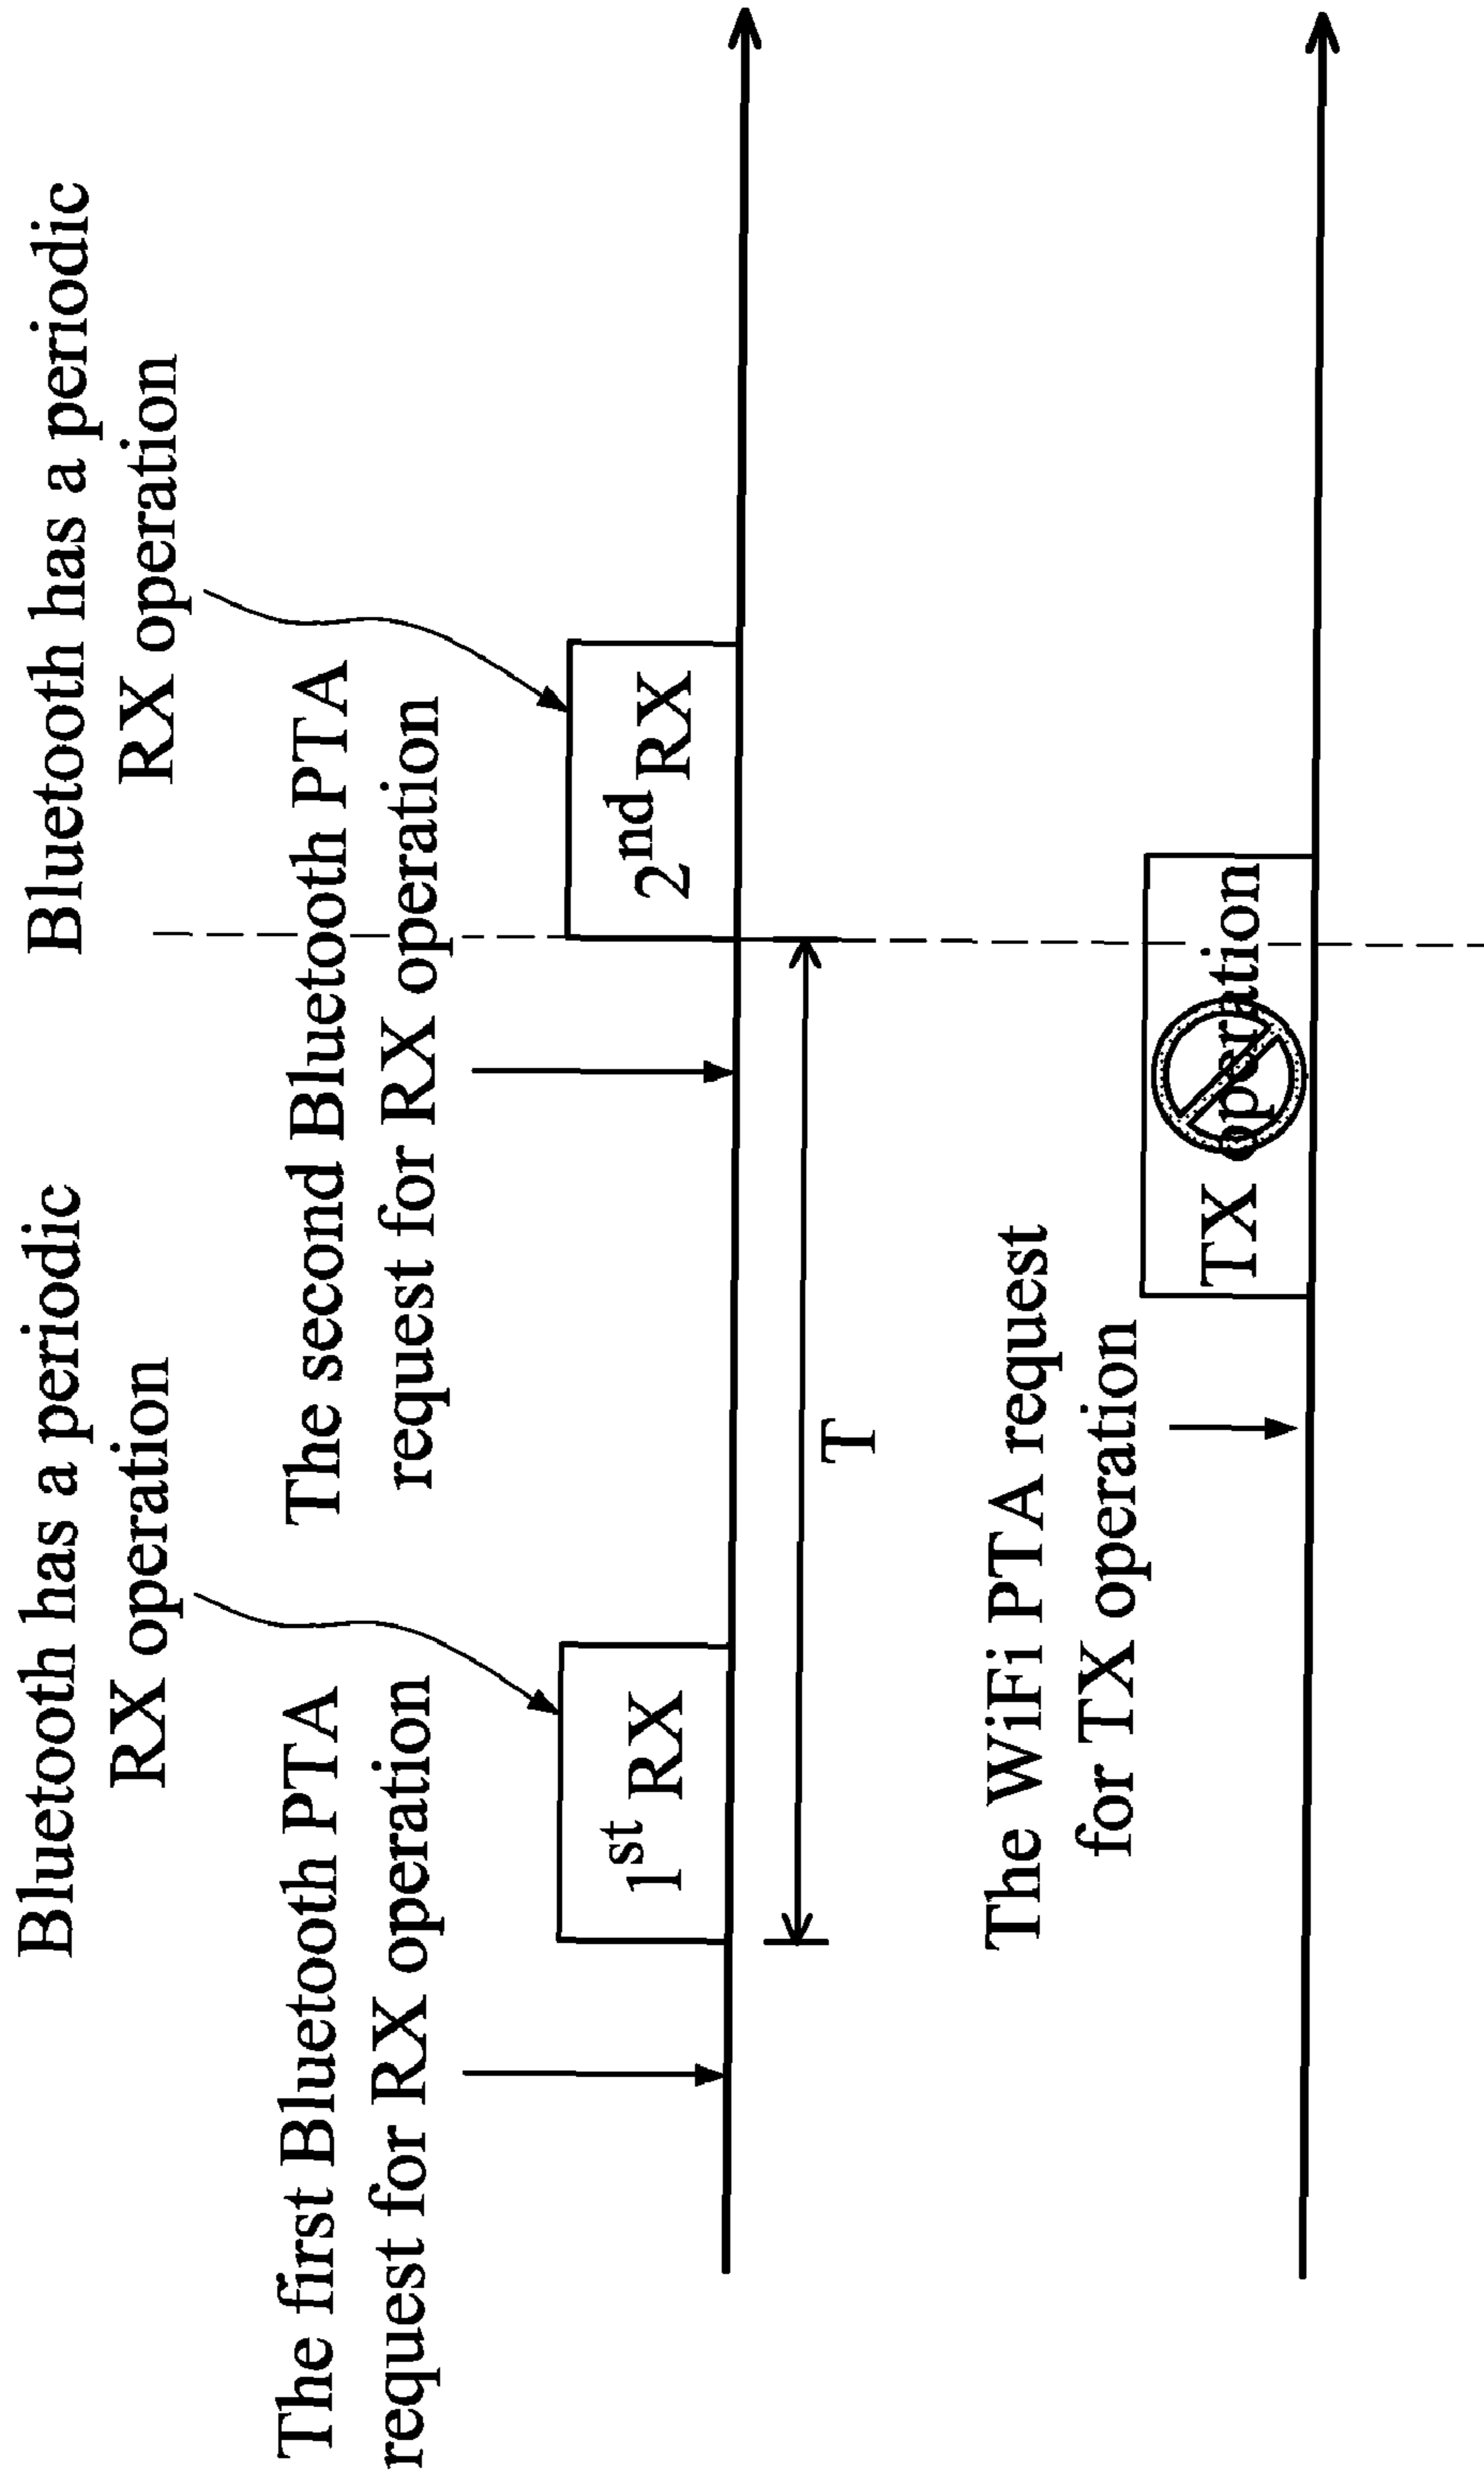 Bluetooth has a periodic
RX operation
Bluetooth has a periodic
RX operation
The first Bluetooth PTA
request for RX operation
The second Bluetooth PTA
request for RX operation
1st RX
2nd RX
T
The WiFi PTA request
for TX operation
TX operation